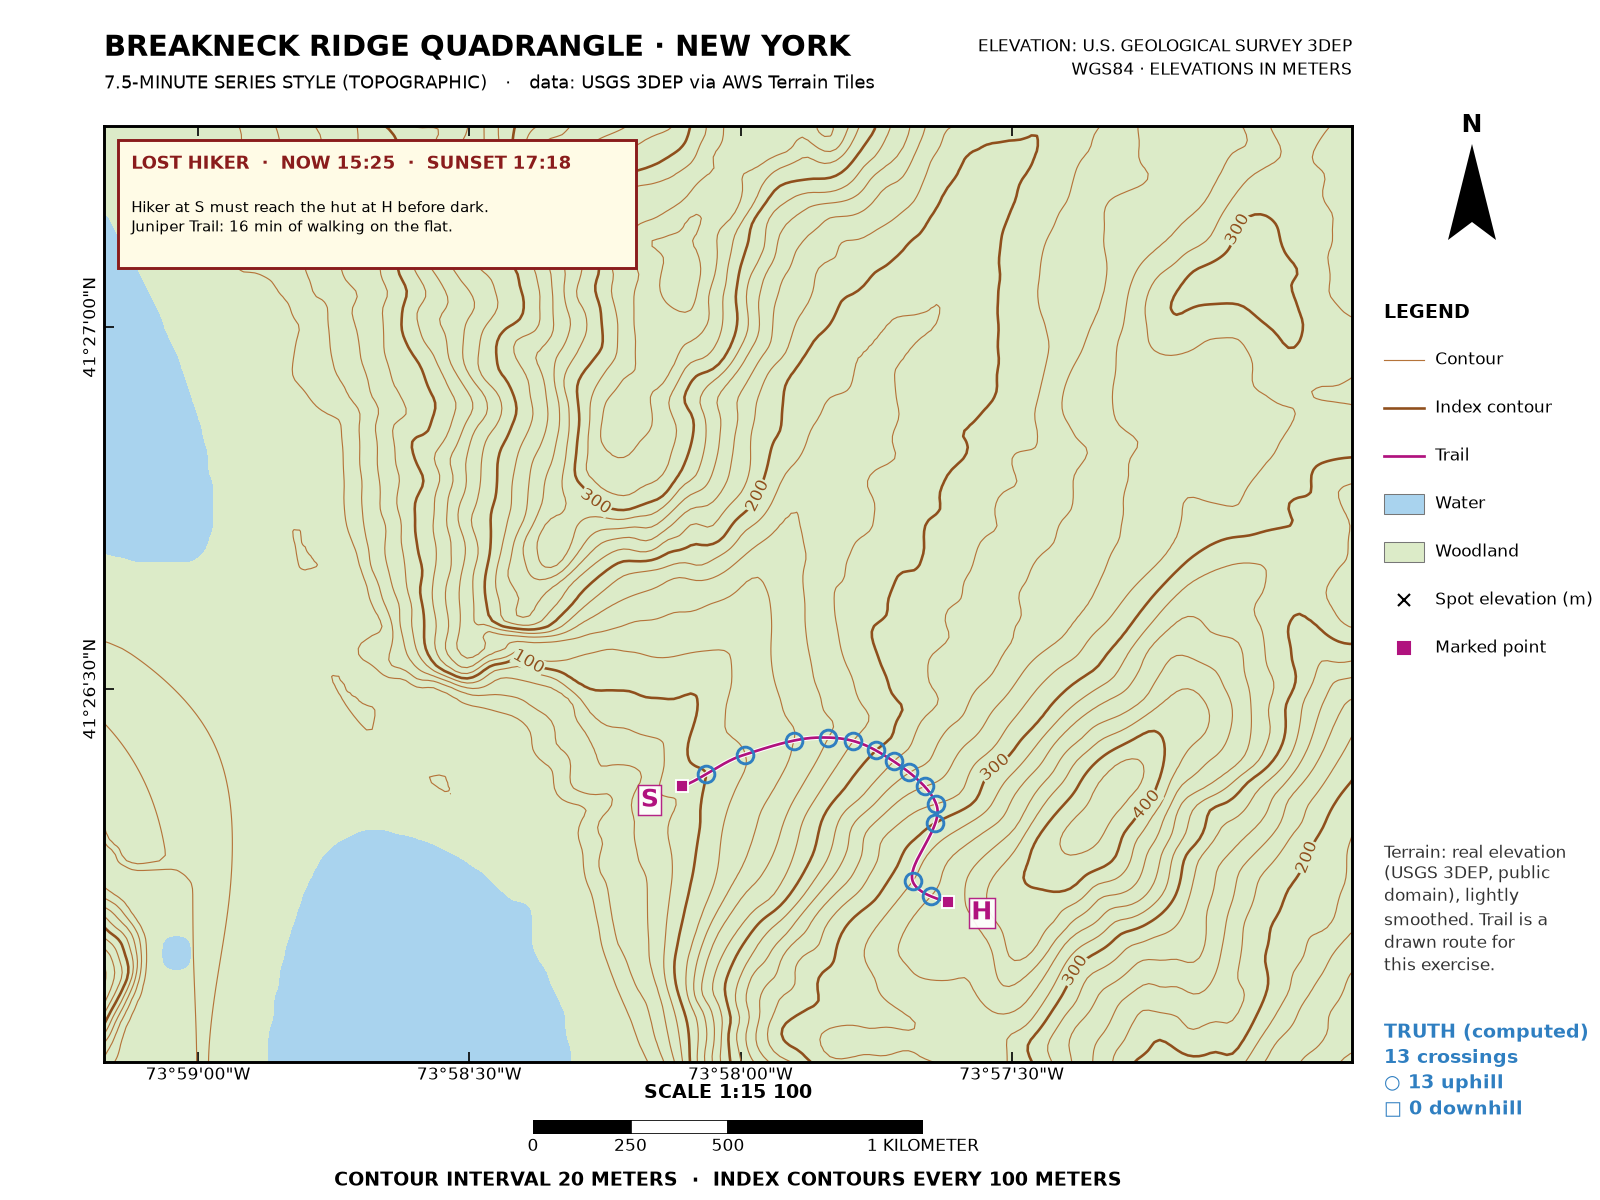 BREAKNECK RIDGE QUADRANGLE · NEW YORK
7.5-MINUTE SERIES STYLE (TOPOGRAPHIC) · data: USGS 3DEP via AWS Terrain Tiles
ELEVATION: U.S. GEOLOGICAL SURVEY 3DEP
WGS84 · ELEVATIONS IN METERS
LOST HIKER · NOW 15:25 · SUNSET 17:18
Hiker at S must reach the hut at H before dark.
Juniper Trail: 16 min of walking on the flat.
N
300
41°27'00"N
300
200
100
41°26'30"N
300
400
S
200
H
300
LEGEND
Contour
Index contour
Trail
Water
Woodland
Spot elevation (m)
Marked point
Terrain: real elevation
(USGS 3DEP, public
domain), lightly
smoothed. Trail is a
drawn route for
this exercise.
TRUTH (computed)
13 crossings
○ 13 uphill
□ 0 downhill
73°59'00"W 73°58'30"W 73°58'00"W 73°57'30"W
SCALE 1:15 100
0 250 500 1 KILOMETER
CONTOUR INTERVAL 20 METERS · INDEX CONTOURS EVERY 100 METERS